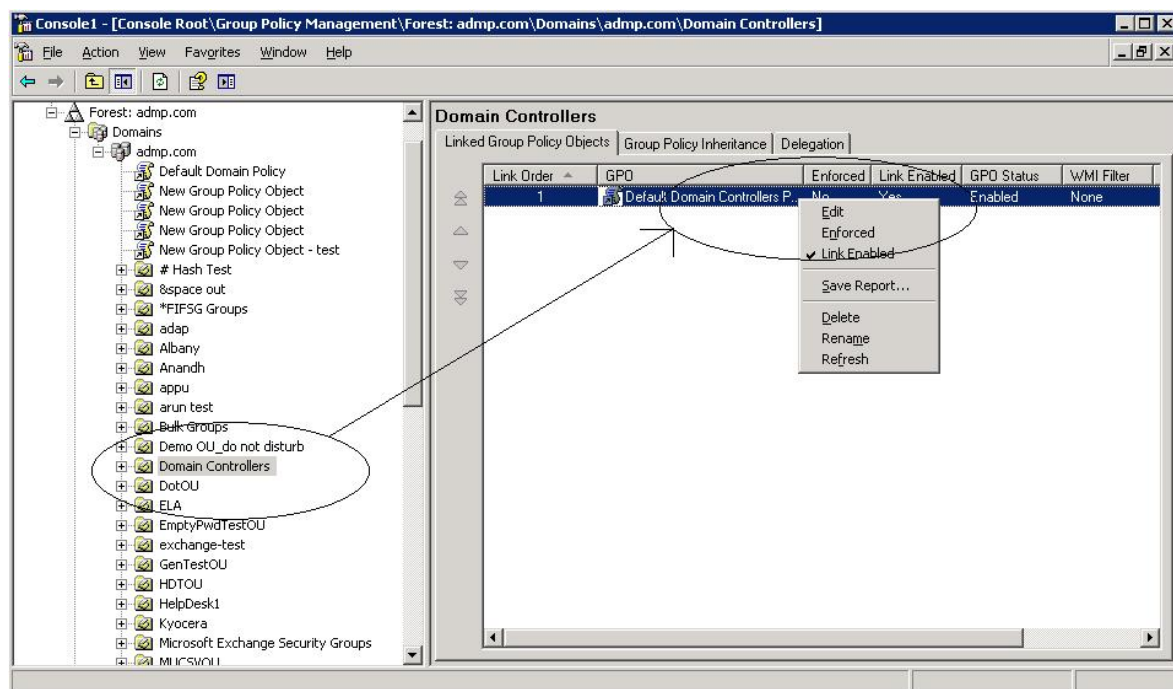 Console1 - [Console Root\Group Policy Management\Forest: admp.com\Domains\admp.com\Domain Controllers]
File Action View Favorites Window Help
Forest: admp.com
Domains
admp.com
Default Domain Policy
New Group Policy Object
New Group Policy Object
New Group Policy Object
New Group Policy Object - test
# Hash Test
&space out
*FIFSG Groups
adap
Albany
Anandh
appu
arun test
Bulk Groups
Demo OU_do not disturb
Domain Controllers
DotOU
ELA
EmptyPwdTestOU
exchange-test
GenTestOU
HDTOU
HelpDesk1
Kyocera
Microsoft Exchange Security Groups
MUCSVOU
Domain Controllers
Linked Group Policy Objects Group Policy Inheritance Delegation
Link Order GPO Enforced Link Enabled GPO Status WMI Filter
1 Default Domain Controllers P... No Yes Enabled None
Edit
Enforced
Link Enabled
Save Report...
Delete
Rename
Refresh